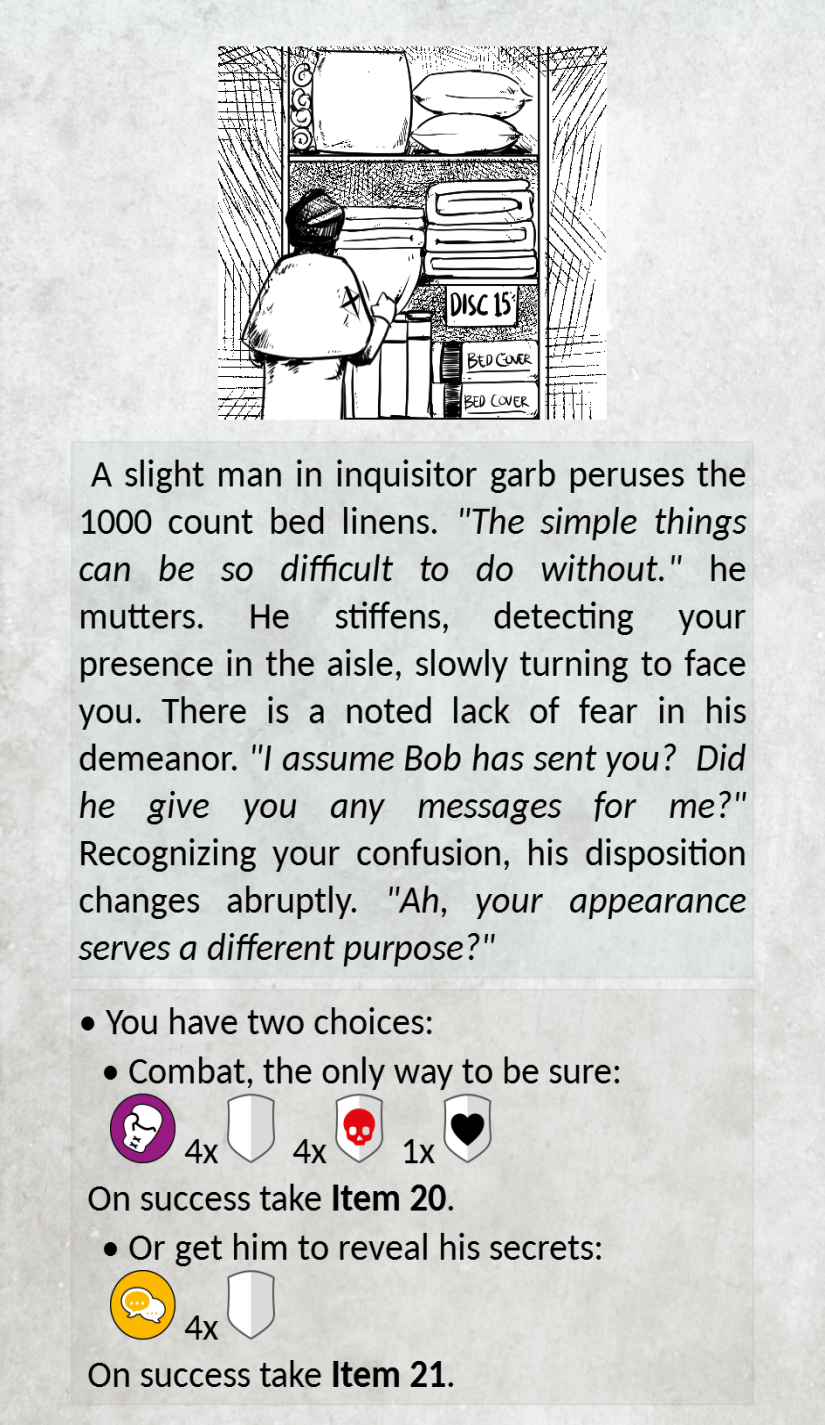 DISC 15'
BED COVER
BED COVER
A slight man in inquisitor garb peruses the
1000 count bed linens. "The simple things
can be so difficult to do without." he
mutters. He stiffens, detecting your
presence in the aisle, slowly turning to face
you. There is a noted lack of fear in his
demeanor. "I assume Bob has sent you?  Did
he give you any messages for me?"
Recognizing your confusion, his disposition
changes abruptly. "Ah, your appearance
serves a different purpose?"
• You have two choices:
• Combat, the only way to be sure:
4x 4x 1x
On success take Item 20.
• Or get him to reveal his secrets:
4x
On success take Item 21.